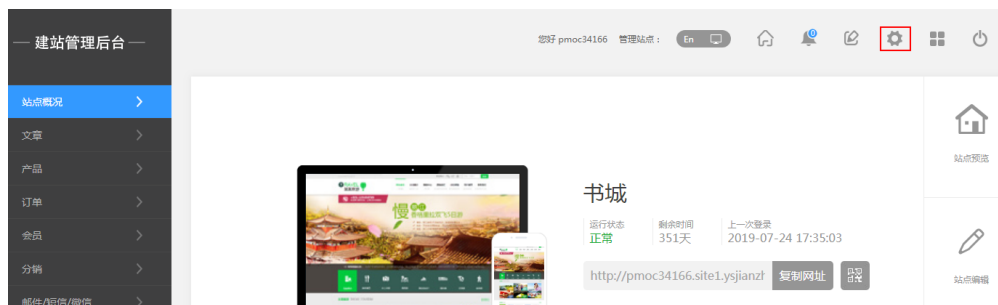 — 建站管理后台 —
您好 pmoc34166 管理站点： En
站点概况
文章
产品
订单
会员
分销
邮件/短信/微信
书城
运行状态 剩余时间 上一次登录
正常 351天 2019-07-24 17:35:03
http://pmoc34166.site1.ysjianzh 复制网址
站点预览
站点编辑